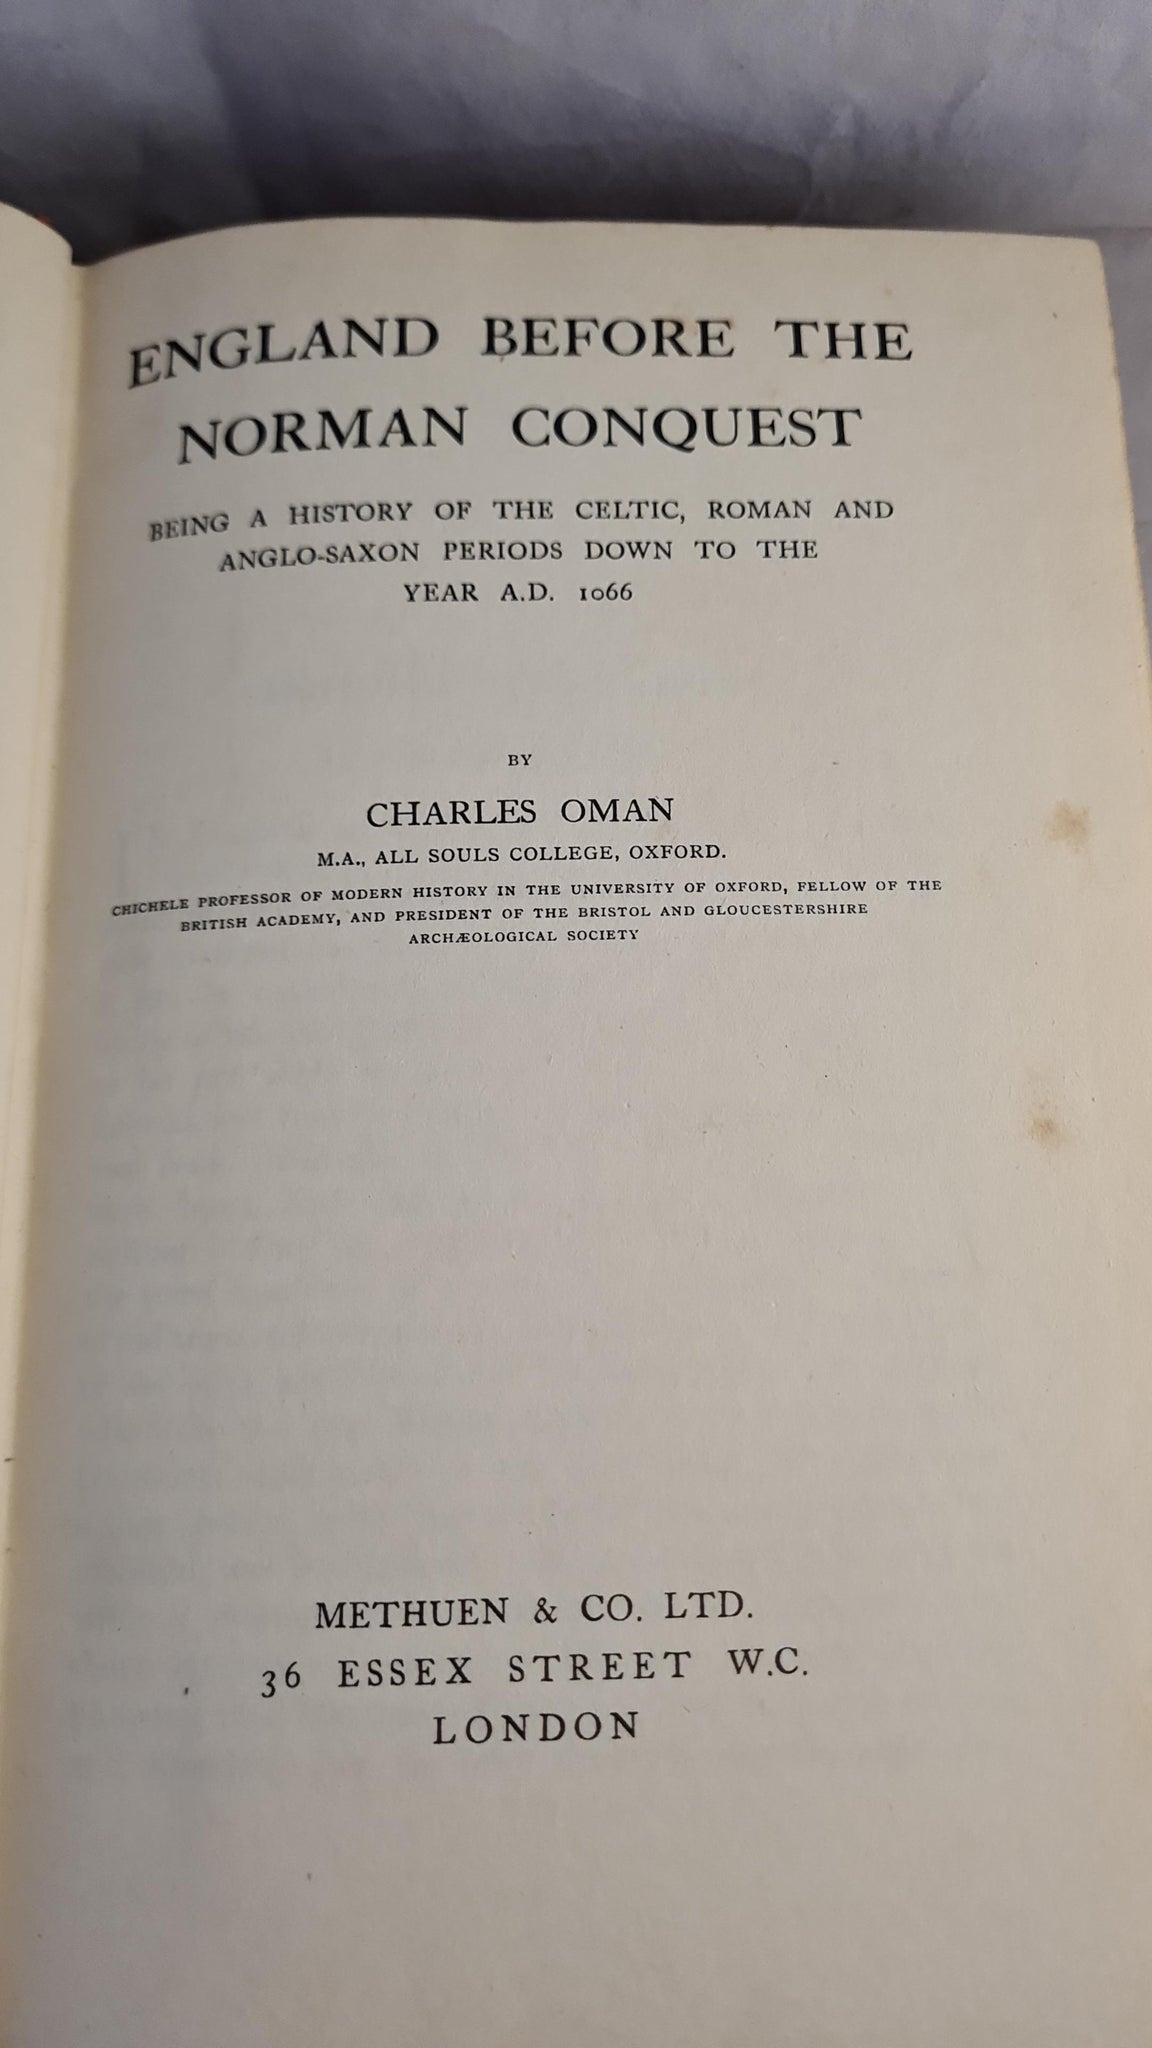 ENGLAND BEFORE THE
NORMAN CONQUEST
BEING A HISTORY OF THE CELTIC, ROMAN AND
ANGLO-SAXON PERIODS DOWN TO THE
YEAR A.D. 1066
BY
CHARLES OMAN
M.A., ALL SOULS COLLEGE, OXFORD.
CHICHELE PROFESSOR OF MODERN HISTORY IN THE UNIVERSITY OF OXFORD, FELLOW OF THE
BRITISH ACADEMY, AND PRESIDENT OF THE BRISTOL AND GLOUCESTERSHIRE
ARCHÆOLOGICAL SOCIETY
METHUEN & CO. LTD.
36 ESSEX STREET W.C.
LONDON